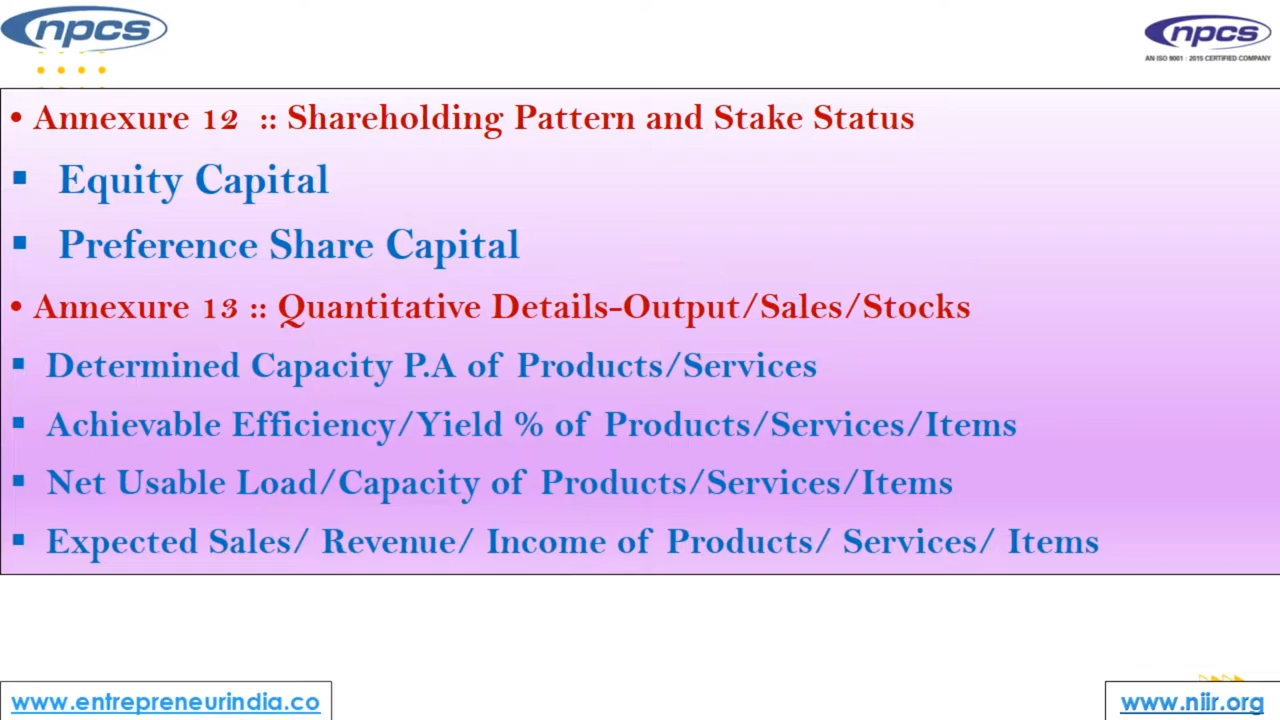 npcs
npcs
AN ISO 9001 : 2015 CERTIFIED COMPANY
• Annexure 12 :: Shareholding Pattern and Stake Status
▪ Equity Capital
▪ Preference Share Capital
• Annexure 13 :: Quantitative Details-Output/Sales/Stocks
▪ Determined Capacity P.A of Products/Services
▪ Achievable Efficiency/Yield % of Products/Services/Items
▪ Net Usable Load/Capacity of Products/Services/Items
▪ Expected Sales/ Revenue/ Income of Products/ Services/ Items
www.entrepreneurindia.co
www.niir.org